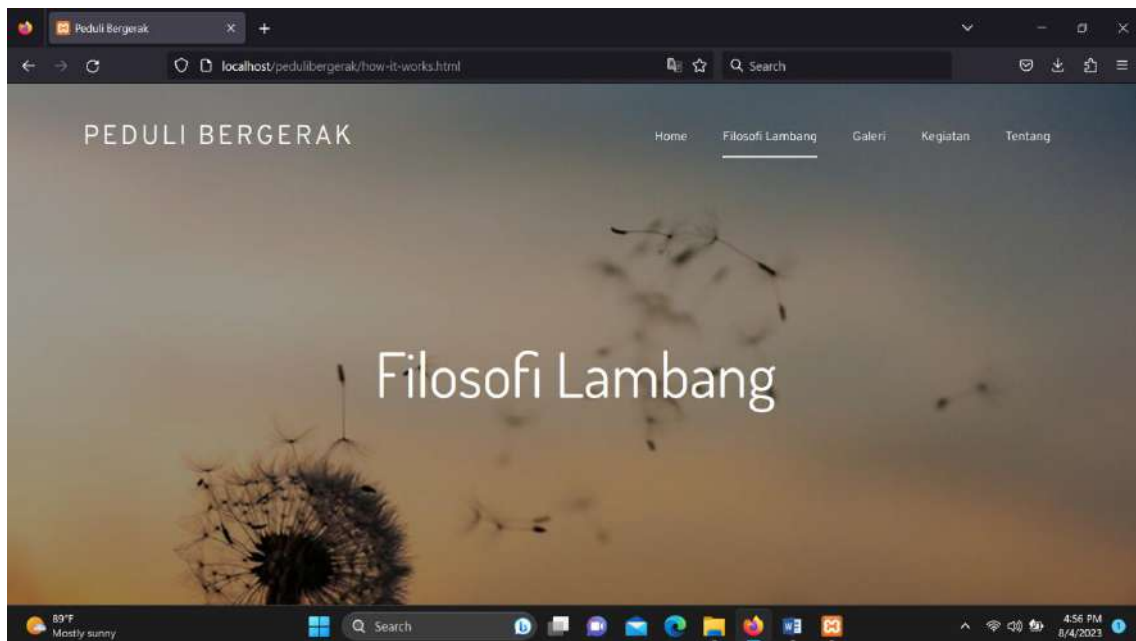 Peduli Bergerak
localhost/pedulibergerak/how-it-works.html
Search
PEDULI BERGERAK
Home Filosofi Lambang Galeri Kegiatan Tentang
Filosofi Lambang
89°F
Mostly sunny
Search
4:56 PM
8/4/2023
1